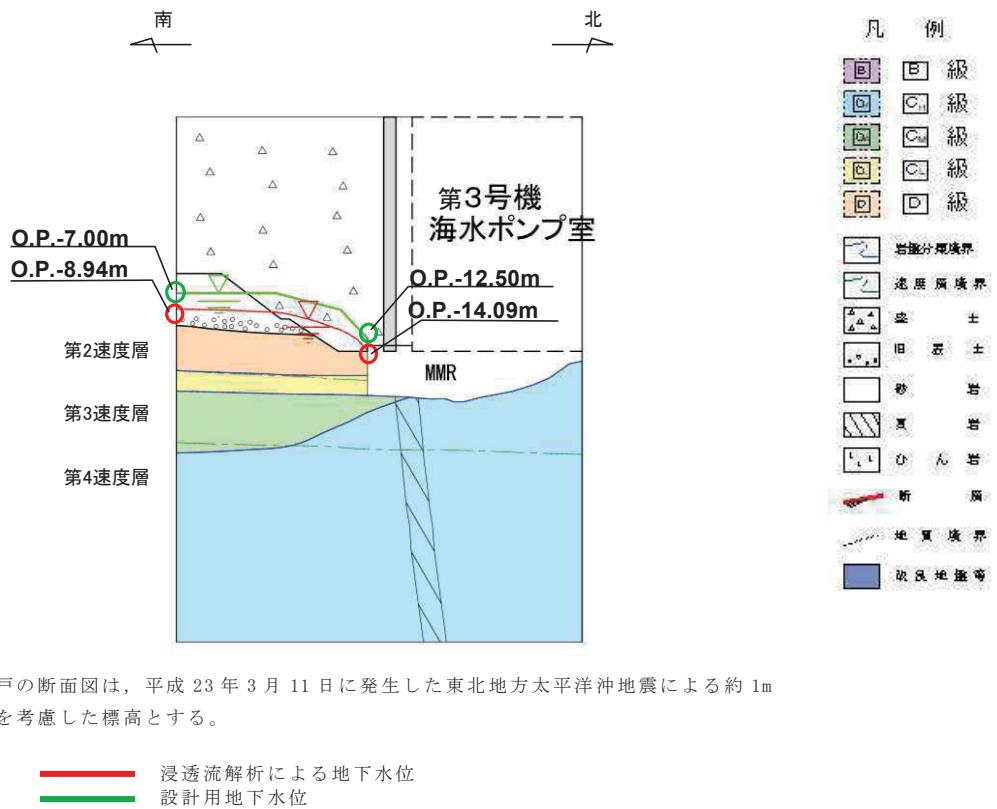 南
北
第3号機
海水ポンプ室
O.P.-7.00m
O.P.-8.94m
O.P.-12.50m
O.P.-14.09m
MMR
第2速度層
第3速度層
第4速度層
凡 例
B B 級
CH 級
CM 級
CL 級
D D 級
岩盤分類境界
速度層境界
盛 土
旧 表 土
砂 岩
頁 岩
ひ ん 岩
断 層
地 質 境 界
改良地盤等
戸の断面図は，平成 23 年 3 月 11 日に発生した東北地方太平洋沖地震による約 1m
を考慮した標高とする。
浸透流解析による地下水位
設計用地下水位